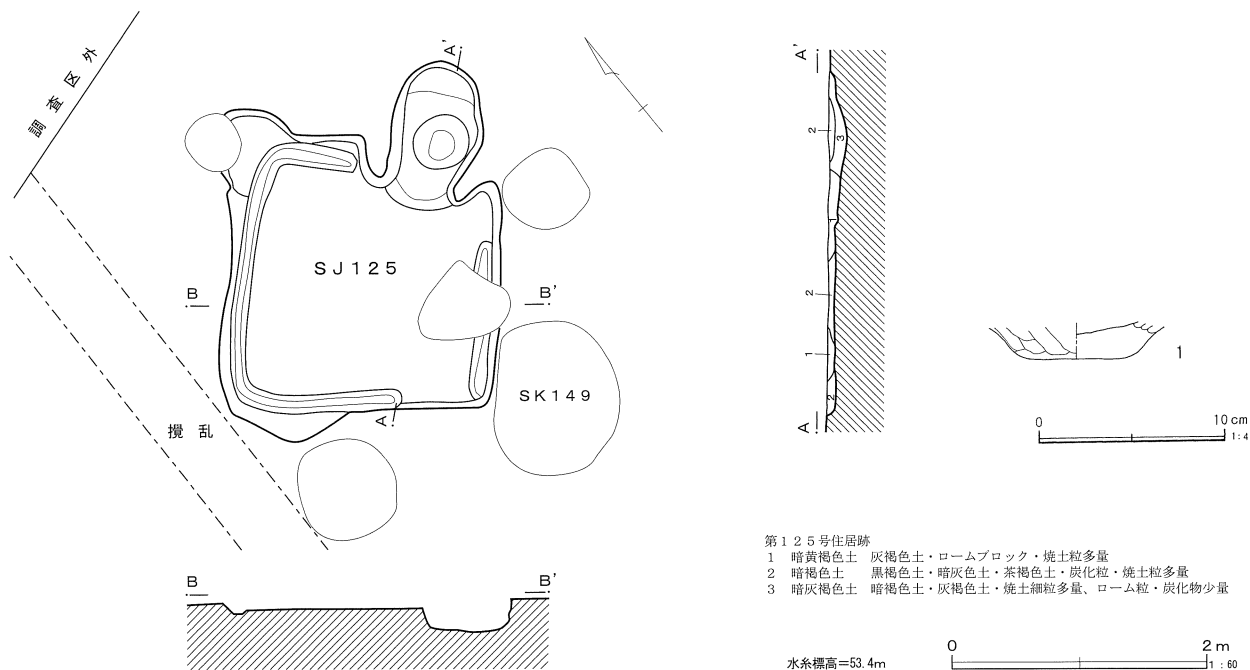 調査区外
A'
SJ125
B
B'
SK149
A
攪乱
B
B'
A'
2
3
1
2
1
2
A
1
0
10cm
1:4
第125号住居跡
1 暗黄褐色土 灰褐色土・ロームブロック・焼土粒多量
2 暗褐色土 黒褐色土・暗灰色土・茶褐色土・炭化粒・焼土粒多量
3 暗灰褐色土 暗褐色土・灰褐色土・焼土細粒多量、ローム粒・炭化物少量
水糸標高=53.4m
0
2m
1:60